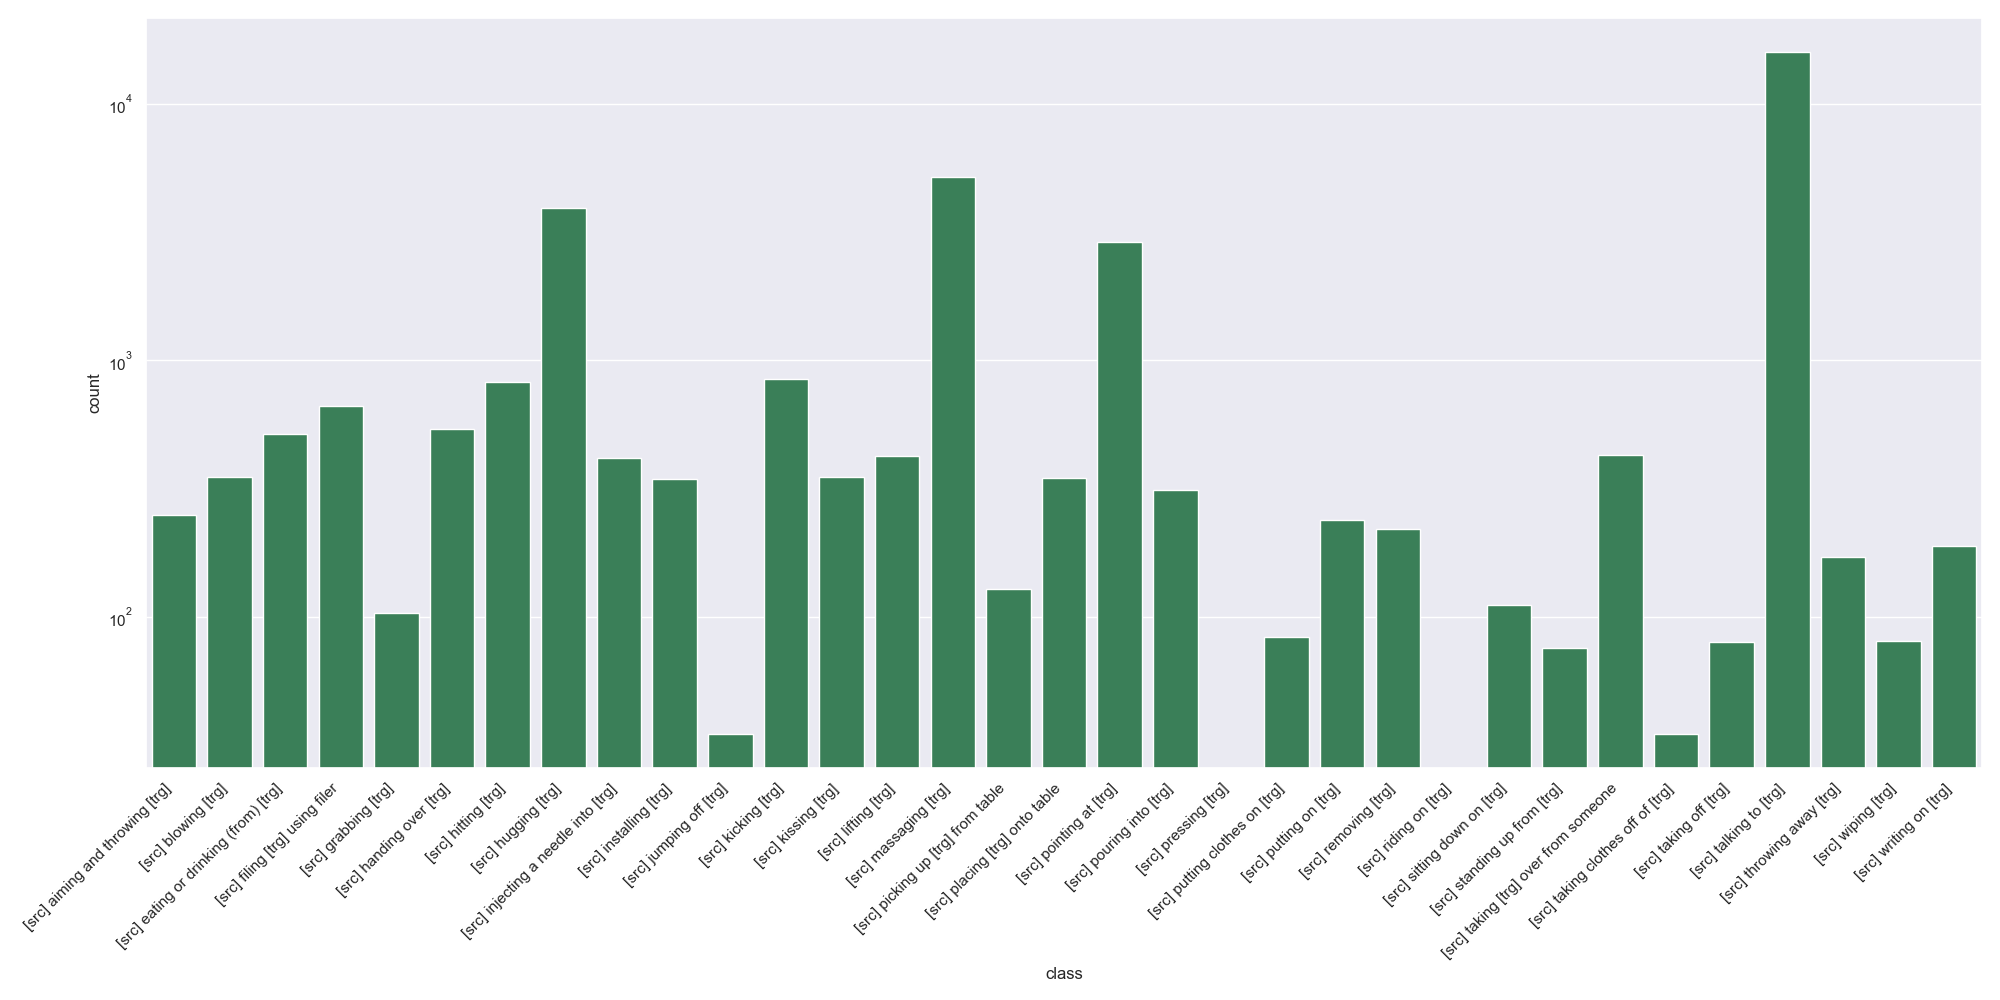 10^4
10^3
10^2
count
[src] aiming and throwing [trg]
[src] blowing [trg]
[src] eating or drinking (from) [trg]
[src] filing [trg] using filer
[src] grabbing [trg]
[src] handing over [trg]
[src] hitting [trg]
[src] hugging [trg]
[src] injecting a needle into [trg]
[src] installing [trg]
[src] jumping off [trg]
[src] kicking [trg]
[src] kissing [trg]
[src] lifting [trg]
[src] massaging [trg]
[src] picking up [trg] from table
[src] placing [trg] onto table
[src] pointing at [trg]
[src] pouring into [trg]
[src] pressing [trg]
[src] putting clothes on [trg]
[src] putting on [trg]
[src] removing [trg]
[src] riding on [trg]
[src] sitting down on [trg]
[src] standing up from [trg]
[src] taking [trg] over from someone
[src] taking clothes off of [trg]
[src] taking off [trg]
[src] talking to [trg]
[src] throwing away [trg]
[src] wiping [trg]
[src] writing on [trg]
class